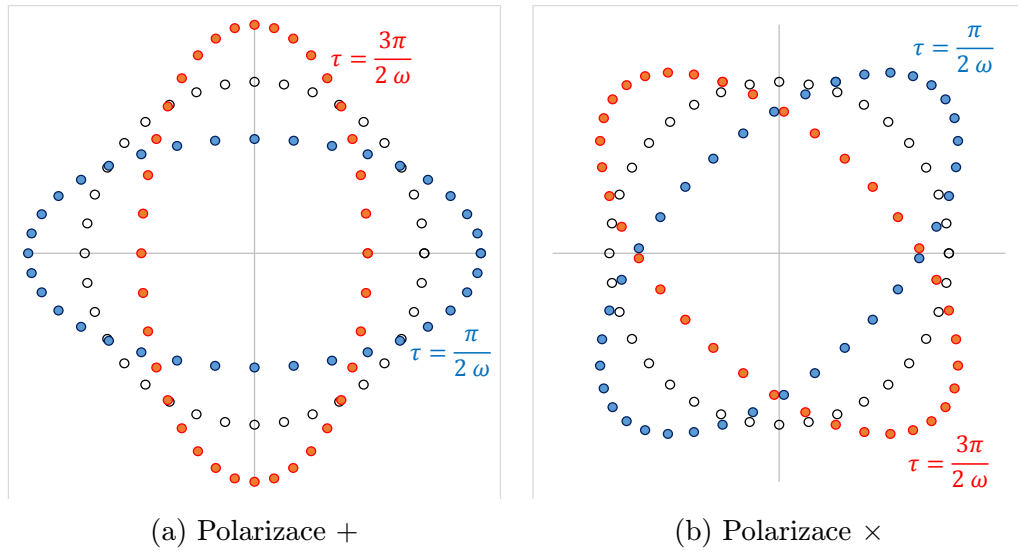 τ = 3π / 2 ω
τ = π / 2 ω
τ = π / 2 ω
τ = 3π / 2 ω
(a) Polarizace +
(b) Polarizace ×